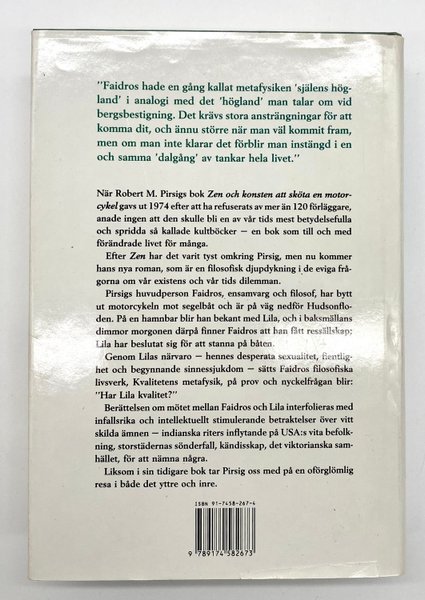 "Faidros hade en gång kallat metafysiken 'själens hög-
land' i analogi med det 'högland' man talar om vid
bergsbestigning. Det krävs stora ansträngningar för att
komma dit, och ännu större när man väl kommit fram,
men om man inte klarar det förblir man instängd i en
och samma 'dalgång' av tankar hela livet."
När Robert M. Pirsigs bok Zen och konsten att sköta en motor-
cykel gavs ut 1974 efter att ha refuserats av mer än 120 förläggare,
anade ingen att den skulle bli en av vår tids mest betydelsefulla
och spridda så kallade kultböcker – en bok som till och med
förändrade livet för många.
Efter Zen har det varit tyst omkring Pirsig, men nu kommer
hans nya roman, som är en filosofisk djupdykning i de eviga frå-
gorna om vår existens och vår tids dilemman.
Pirsigs huvudperson Faidros, ensamvarg och filosof, har bytt
ut motorcykeln mot segelbåt och är på väg nedför Hudsonflo-
den. På en hamnbar blir han bekant med Lila, och i baksmällans
dimmor morgonen därpå finner Faidros att han fått ressällskap;
Lila har beslutat sig för att stanna på båten.
Genom Lilas närvaro – hennes desperata sexualitet, fientlig-
het och begynnande sinnessjukdom – sätts Faidros filosofiska
livsverk, Kvalitetens metafysik, på prov och nyckelfrågan blir:
"Har Lila kvalitet?"
Berättelsen om mötet mellan Faidros och Lila interfolieras med
infallsrika och intellektuellt stimulerande betraktelser över vitt
skilda ämnen – indianska riters inflytande på USA:s vita befolk-
ning, storstädernas sönderfall, kändisskap, det viktorianska sam-
hället, för att nämna några.
Liksom i sin tidigare bok tar Pirsig oss med på en oförglömlig
resa i både det yttre och inre.
ISBN 91-7458-267-4
9 789174 582673